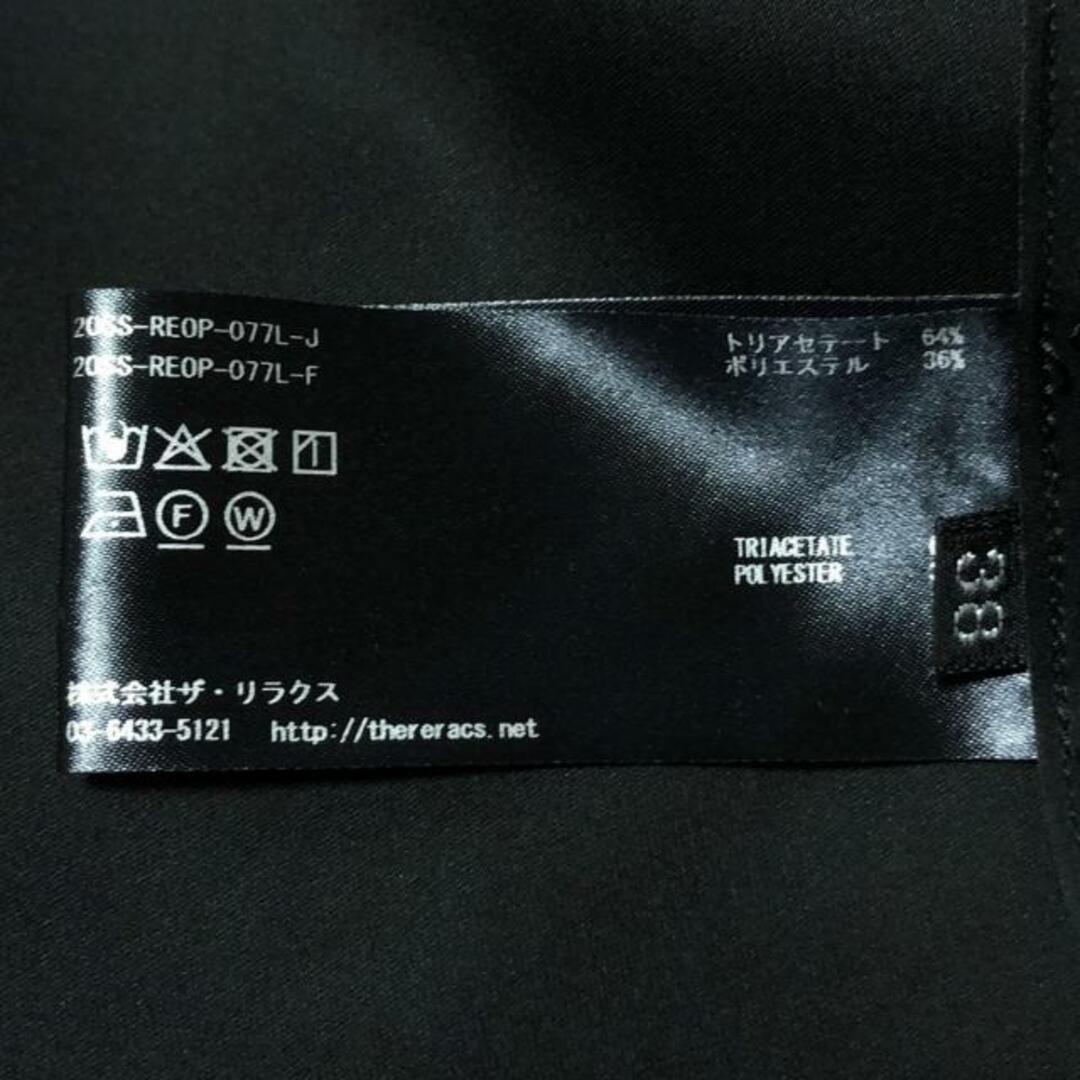 20SS-REOP-077L-J
20SS-REOP-077L-F
トリアセテート 64%
ポリエステル 36%
F W
TRIACETATE
POLYESTER
38
株式会社ザ・リラクス
03-6433-5121 http://thereracs.net